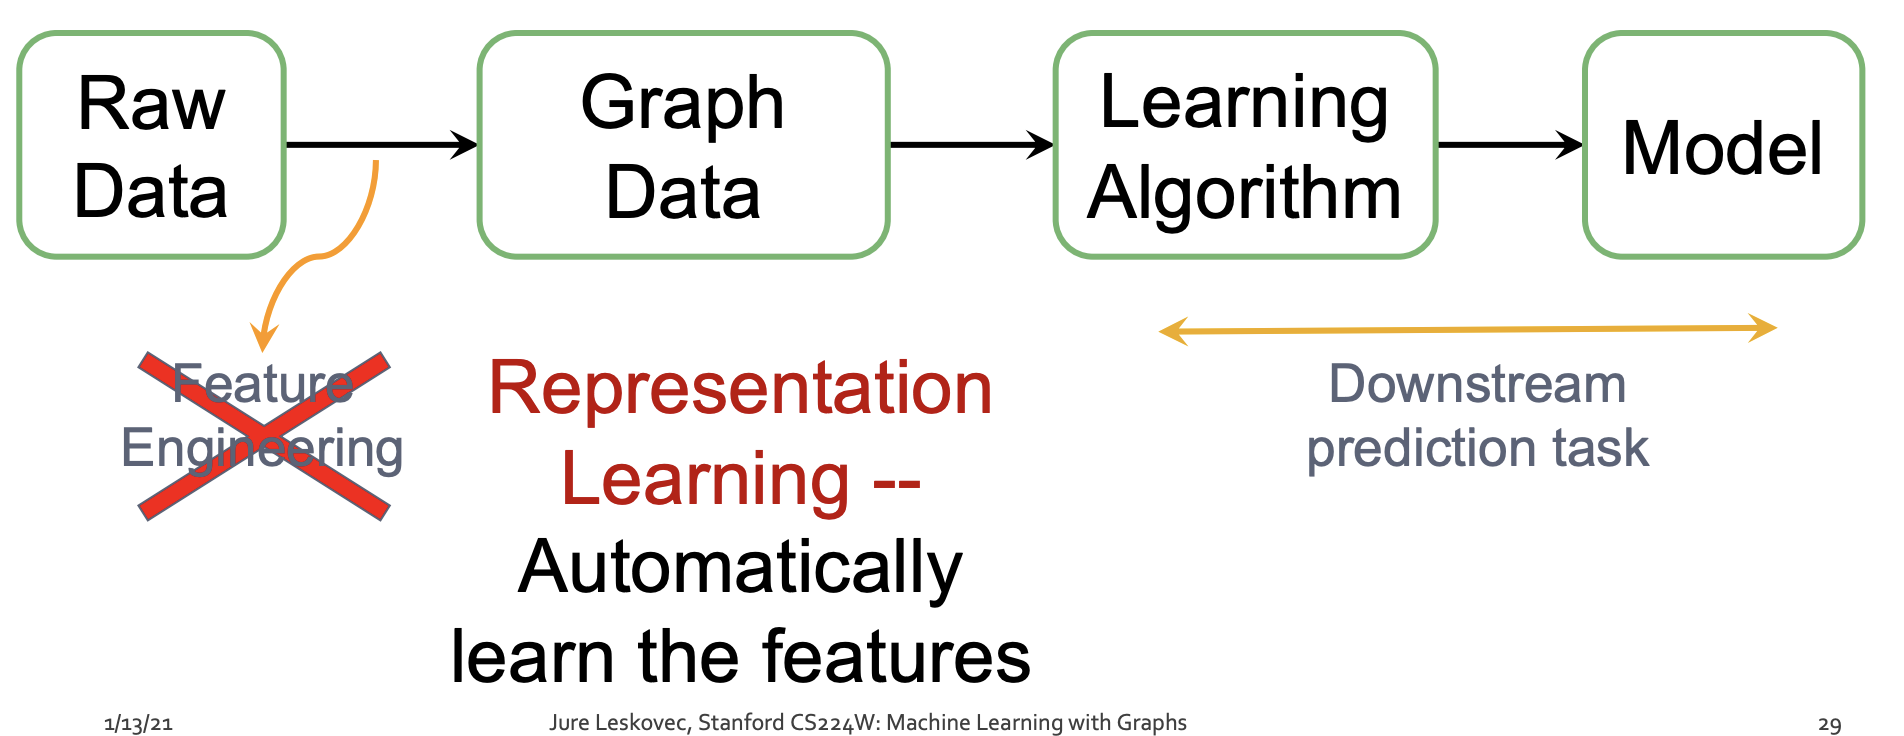 Raw
Data
Graph
Data
Learning
Algorithm
Model
Feature
Engineering
Representation
Learning --
Automatically
learn the features
Downstream
prediction task
1/13/21
Jure Leskovec, Stanford CS224W: Machine Learning with Graphs
29